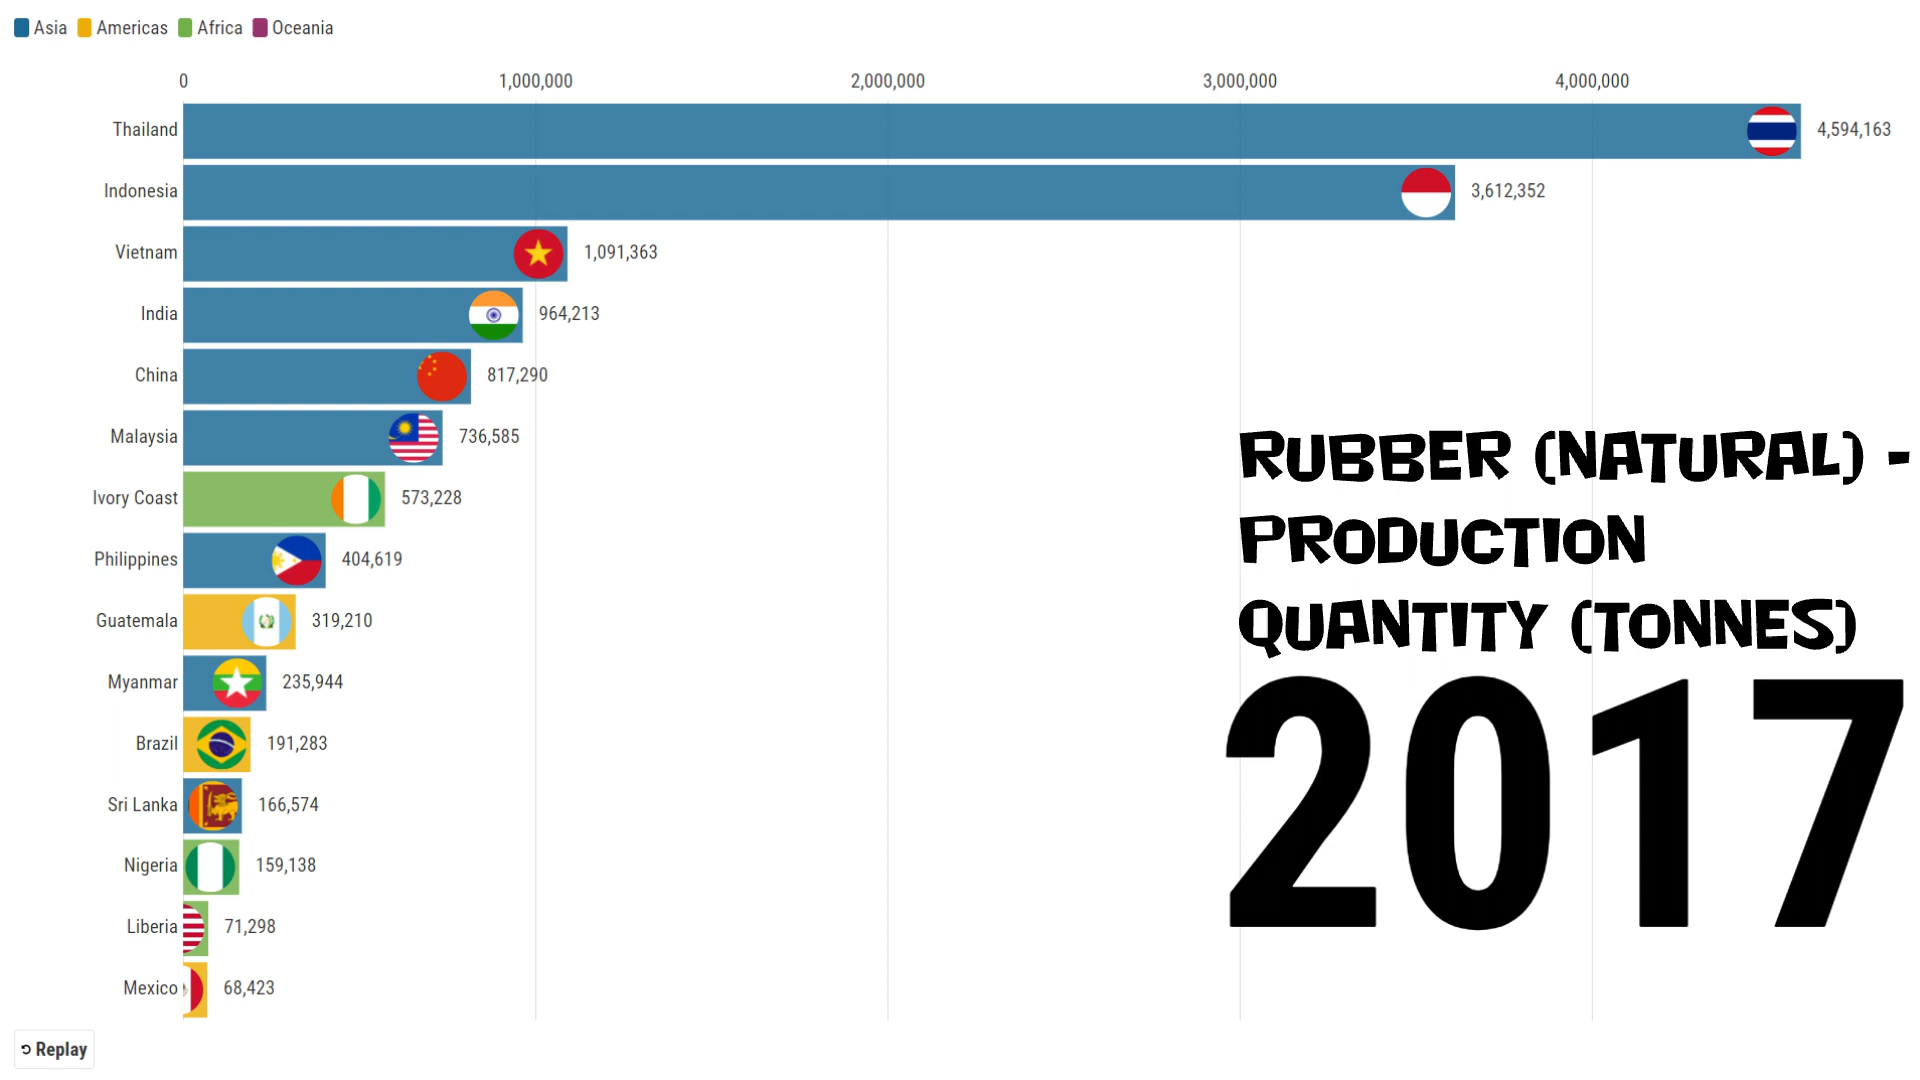 Asia Americas Africa Oceania
0 1,000,000 2,000,000 3,000,000 4,000,000
Thailand 4,594,163
Indonesia 3,612,352
Vietnam 1,091,363
India 964,213
China 817,290
Malaysia 736,585
Ivory Coast 573,228
Philippines 404,619
Guatemala 319,210
Myanmar 235,944
Brazil 191,283
Sri Lanka 166,574
Nigeria 159,138
Liberia 71,298
Mexico 68,423
RUBBER (NATURAL) -
PRODUCTION
QUANTITY (TONNES)
2017
Replay